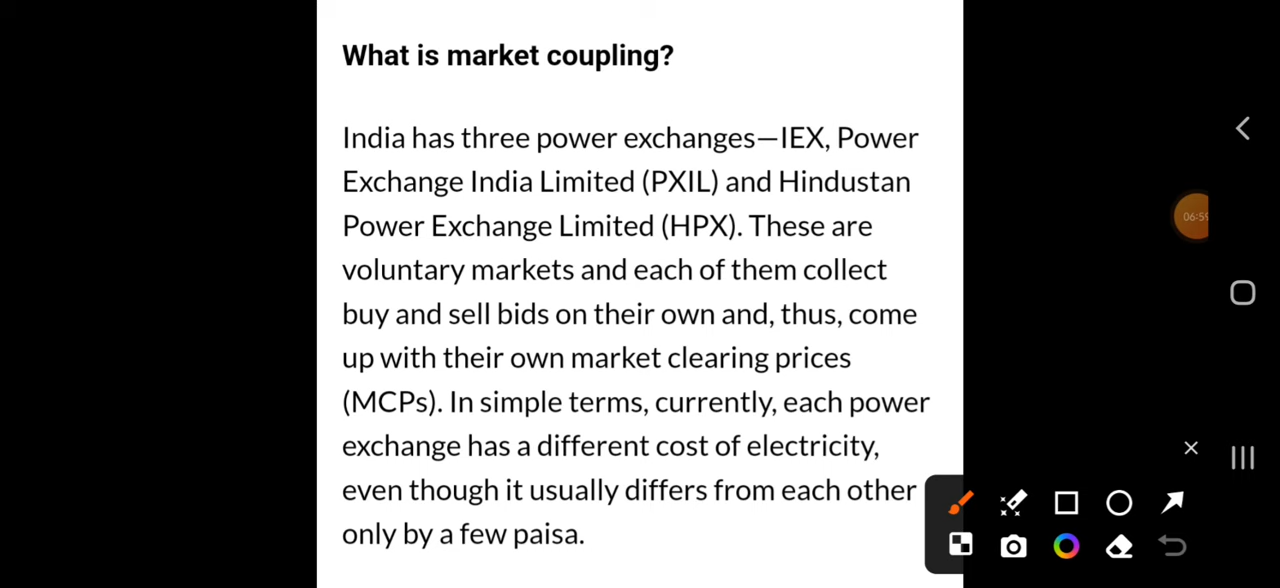 What is market coupling?
India has three power exchanges—IEX, Power
Exchange India Limited (PXIL) and Hindustan
Power Exchange Limited (HPX). These are
voluntary markets and each of them collect
buy and sell bids on their own and, thus, come
up with their own market clearing prices
(MCPs). In simple terms, currently, each power
exchange has a different cost of electricity,
even though it usually differs from each other
only by a few paisa.
06:59